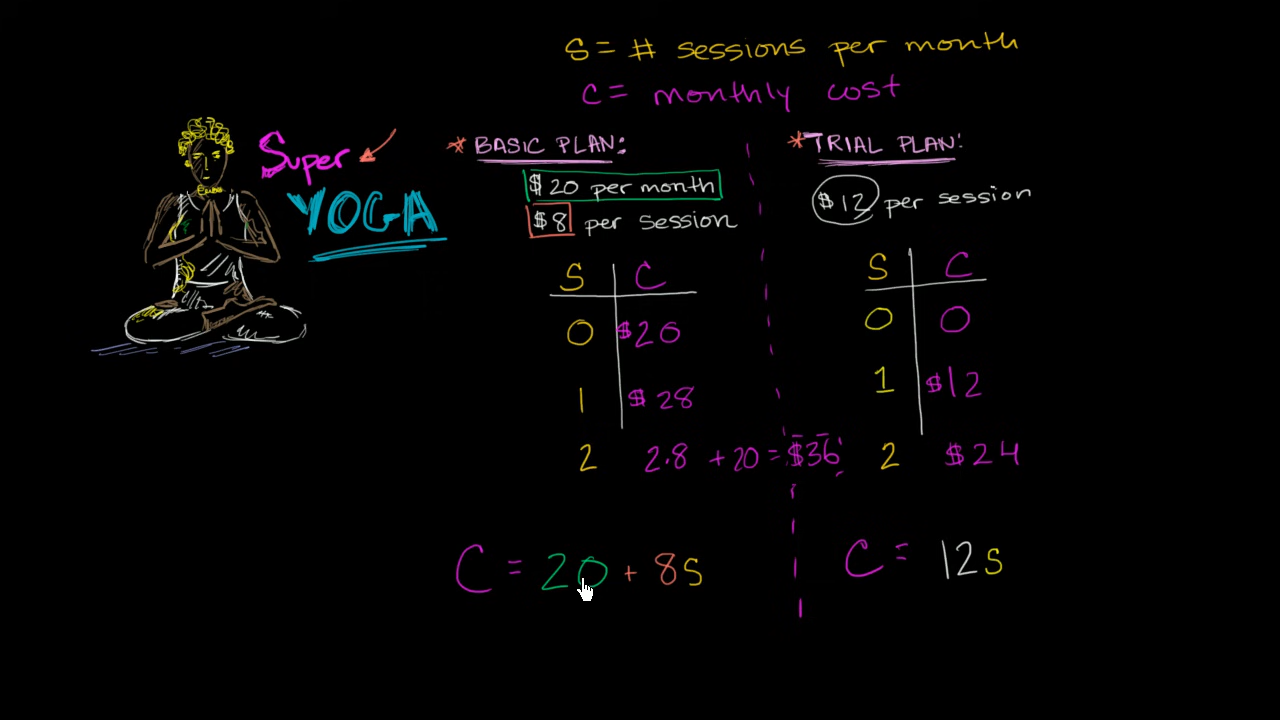 S = # sessions per month
C = monthly cost
Super
YOGA
* BASIC PLAN:
$20 per month
$8 per session
S C
0 $20
1 $28
2 2.8 +20 = $36
C = 20 + 8s
* TRIAL PLAN:
$12 per session
S C
0 0
1 $12
2 $24
C = 12s